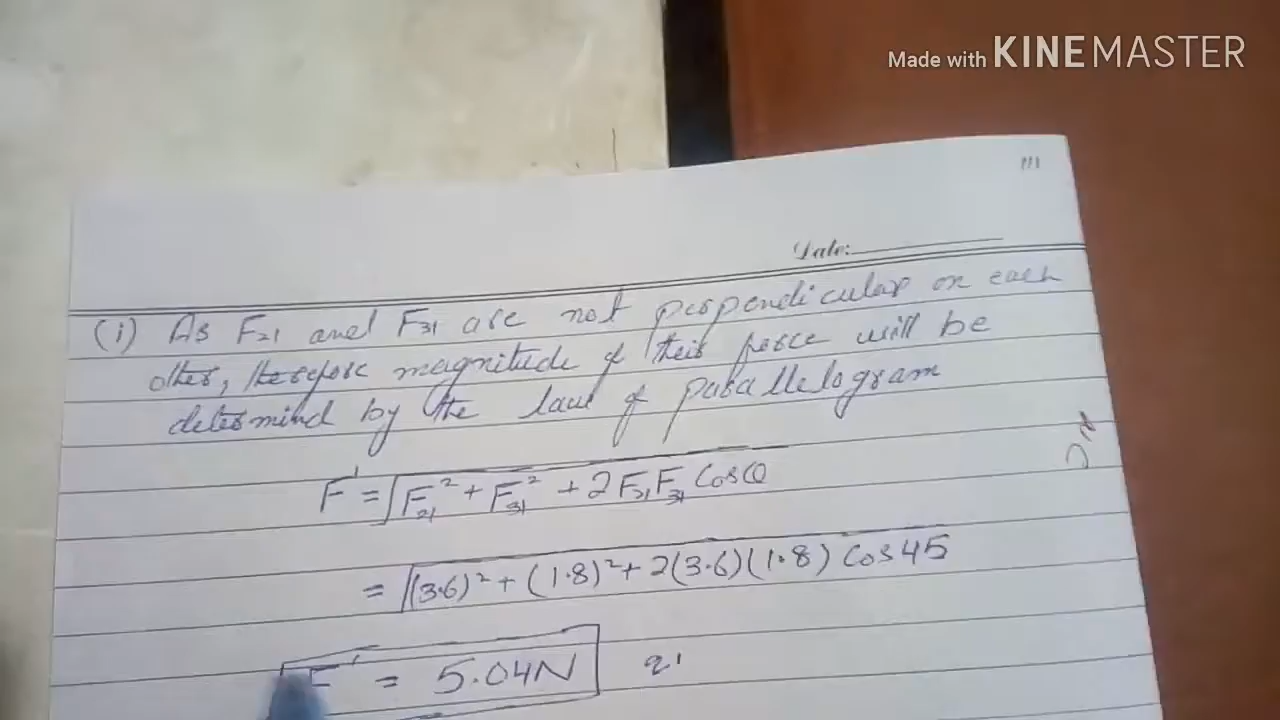 Made with KINEMASTER
Date:
(i) As F21 and F31 are not perpendicular on each
other, therefore magnitude of their force will be
determind by the law of parallelogram
F' = √F21² + F31² + 2F21F31 Cosθ
= √(3.6)² + (1.8)² + 2(3.6)(1.8) Cos45
F' = 5.04N